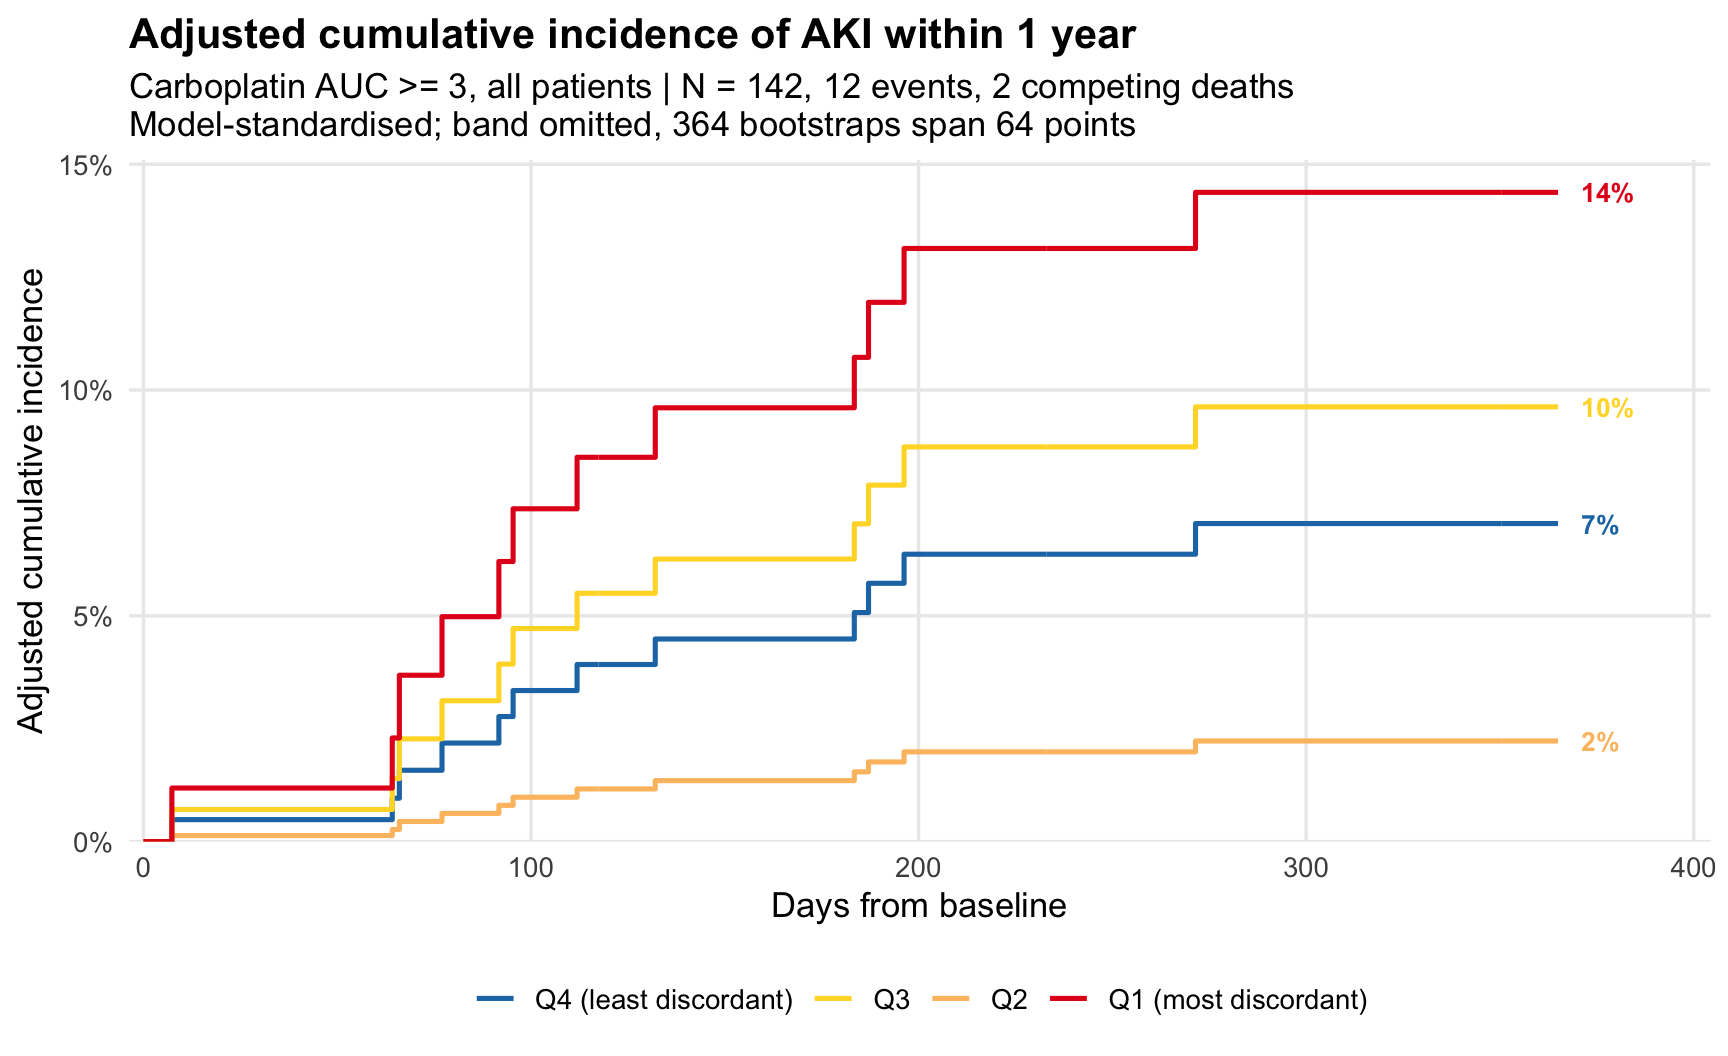 Adjusted cumulative incidence of AKI within 1 year
Carboplatin AUC >= 3, all patients | N = 142, 12 events, 2 competing deaths
Model-standardised; band omitted, 364 bootstraps span 64 points
Adjusted cumulative incidence
15%
10%
5%
0%
14%
10%
7%
2%
0 100 200 300 400
Days from baseline
Q4 (least discordant) Q3 Q2 Q1 (most discordant)